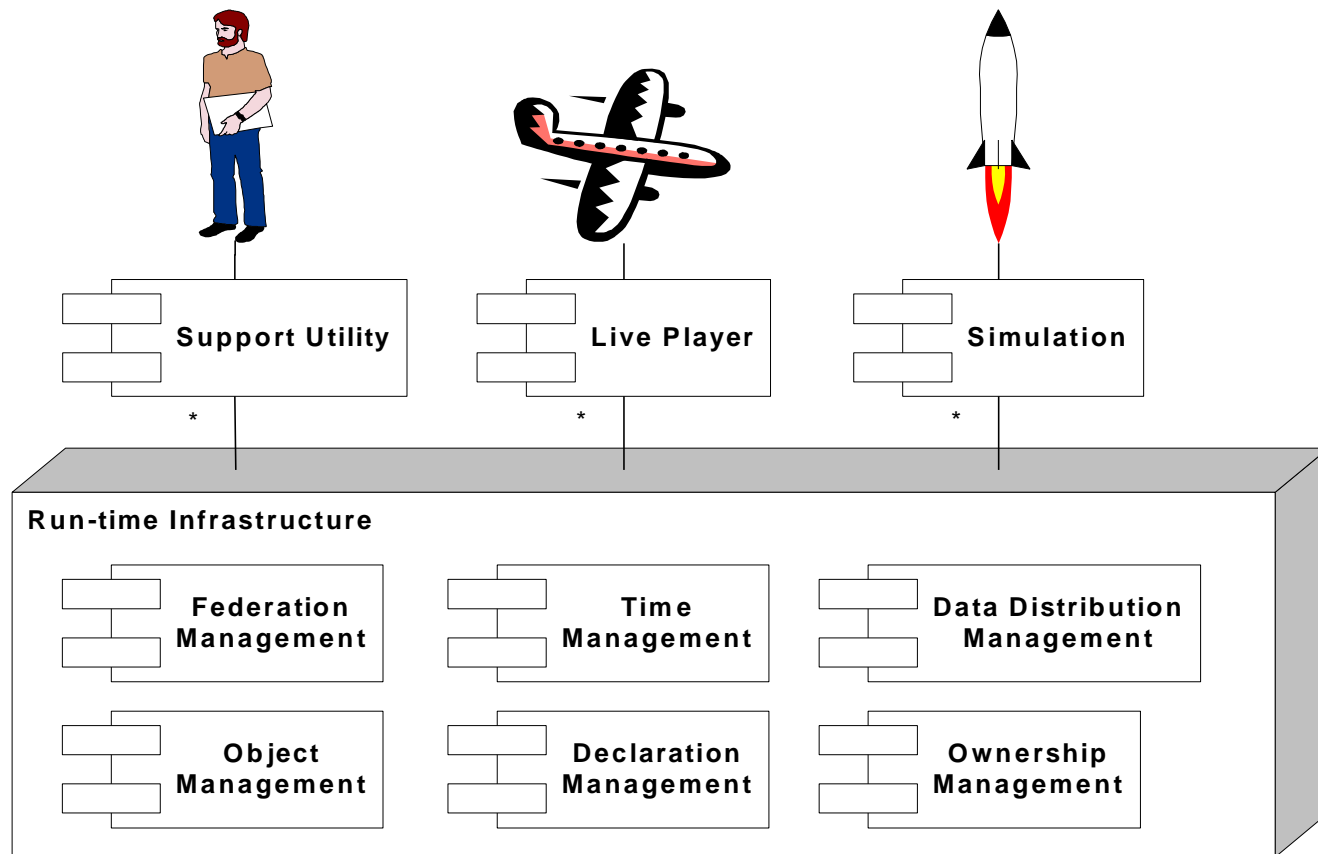 Support Utility
Live Player
Simulation
*
*
*
Run-time Infrastructure
Federation
Management
Time
Management
Data Distribution
Management
Object
Management
Declaration
Management
Ownership
Management